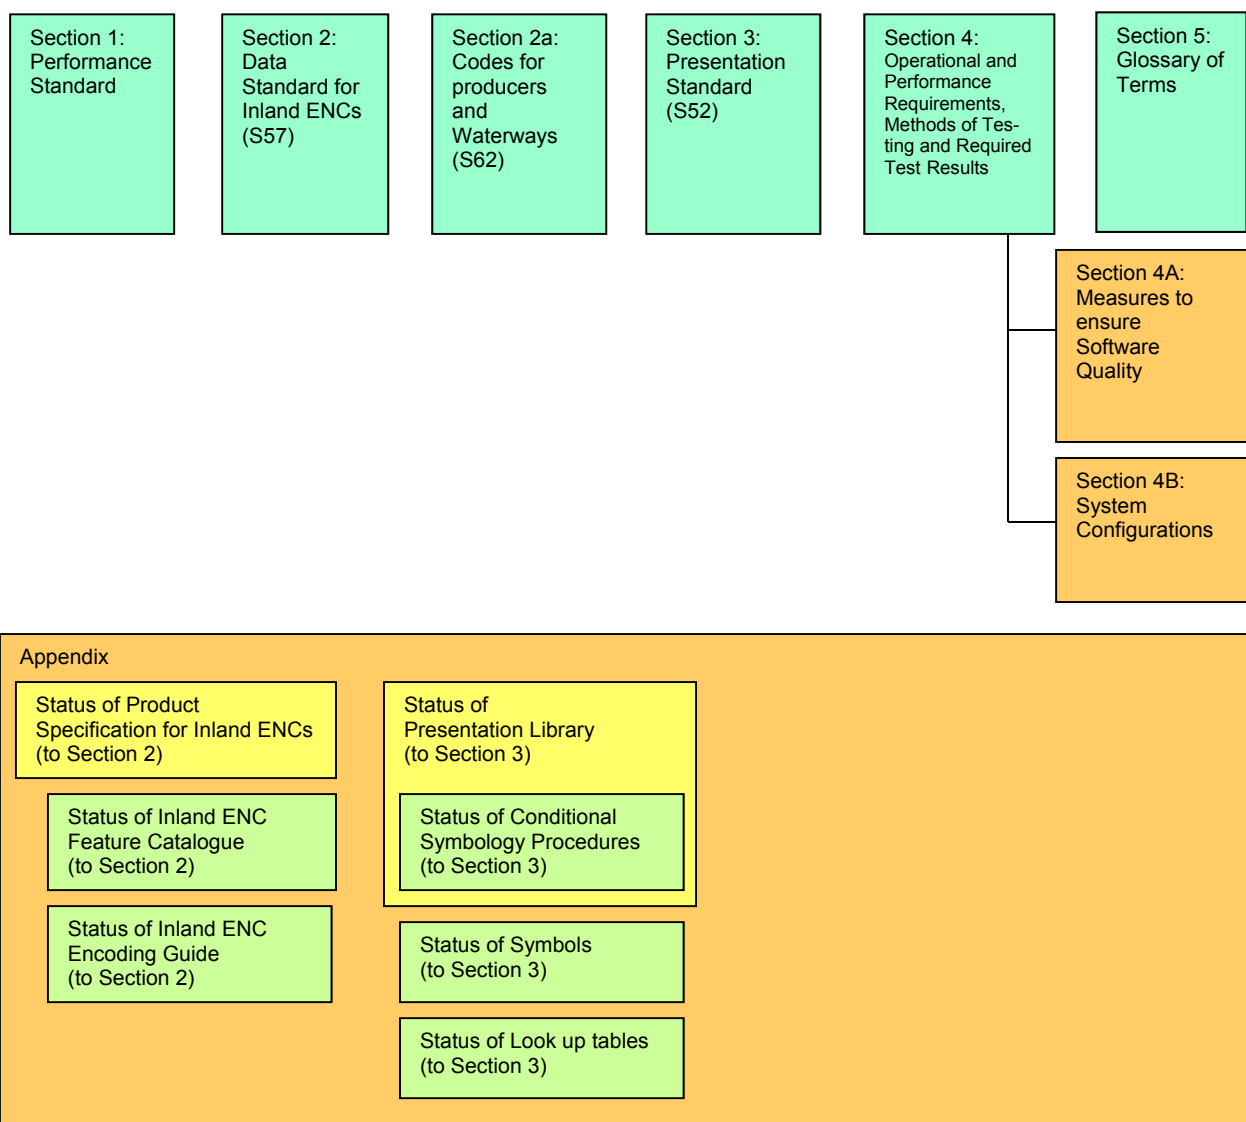 Section 1:
Performance
Standard
Section 2:
Data
Standard for
Inland ENCs
(S57)
Section 2a:
Codes for
producers
and
Waterways
(S62)
Section 3:
Presentation
Standard
(S52)
Section 4:
Operational and
Performance
Requirements,
Methods of Tes-
ting and Required
Test Results
Section 5:
Glossary of
Terms
Section 4A:
Measures to
ensure
Software
Quality
Section 4B:
System
Configurations
Appendix
Status of Product
Specification for Inland ENCs
(to Section 2)
Status of Inland ENC
Feature Catalogue
(to Section 2)
Status of Inland ENC
Encoding Guide
(to Section 2)
Status of
Presentation Library
(to Section 3)
Status of Conditional
Symbology Procedures
(to Section 3)
Status of Symbols
(to Section 3)
Status of Look up tables
(to Section 3)